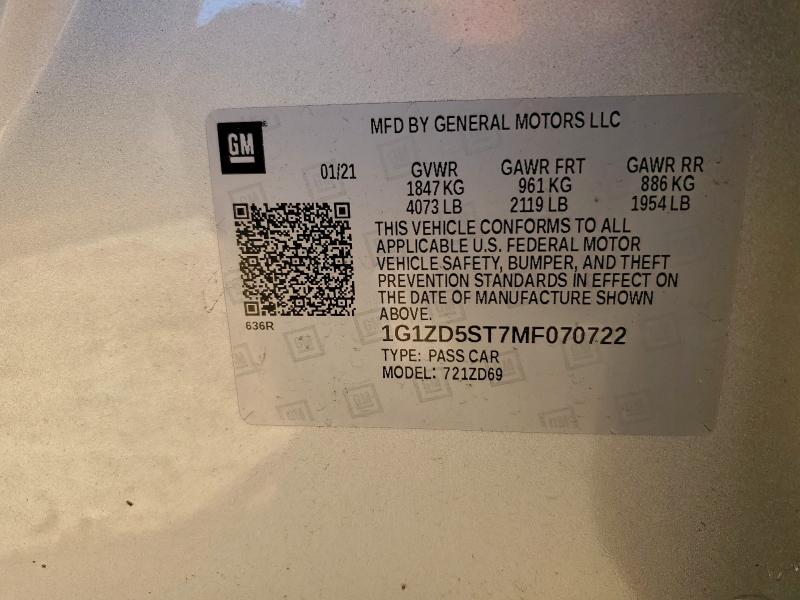 GM
MFD BY GENERAL MOTORS LLC
01/21
GVWR GAWR FRT GAWR RR
1847 KG 961 KG 886 KG
4073 LB 2119 LB 1954 LB
THIS VEHICLE CONFORMS TO ALL
APPLICABLE U.S. FEDERAL MOTOR
VEHICLE SAFETY, BUMPER, AND THEFT
PREVENTION STANDARDS IN EFFECT ON
THE DATE OF MANUFACTURE SHOWN
ABOVE.
636R
1G1ZD5ST7MF070722
TYPE: PASS CAR
MODEL: 721ZD69